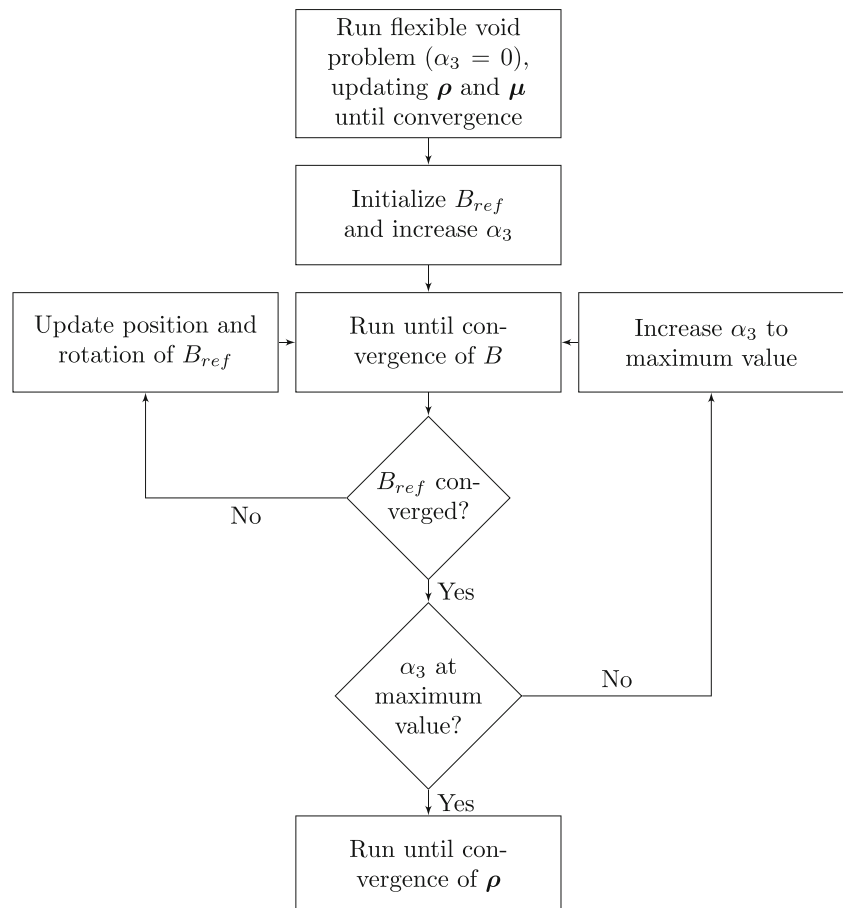 Run flexible void
problem (α₃ = 0),
updating ρ and μ
until convergence
Initialize B_ref
and increase α₃
Update position and
rotation of B_ref
Run until con-
vergence of B
Increase α₃ to
maximum value
B_ref con-
verged?
No
Yes
α₃ at
maximum
value?
No
Yes
Run until con-
vergence of ρ